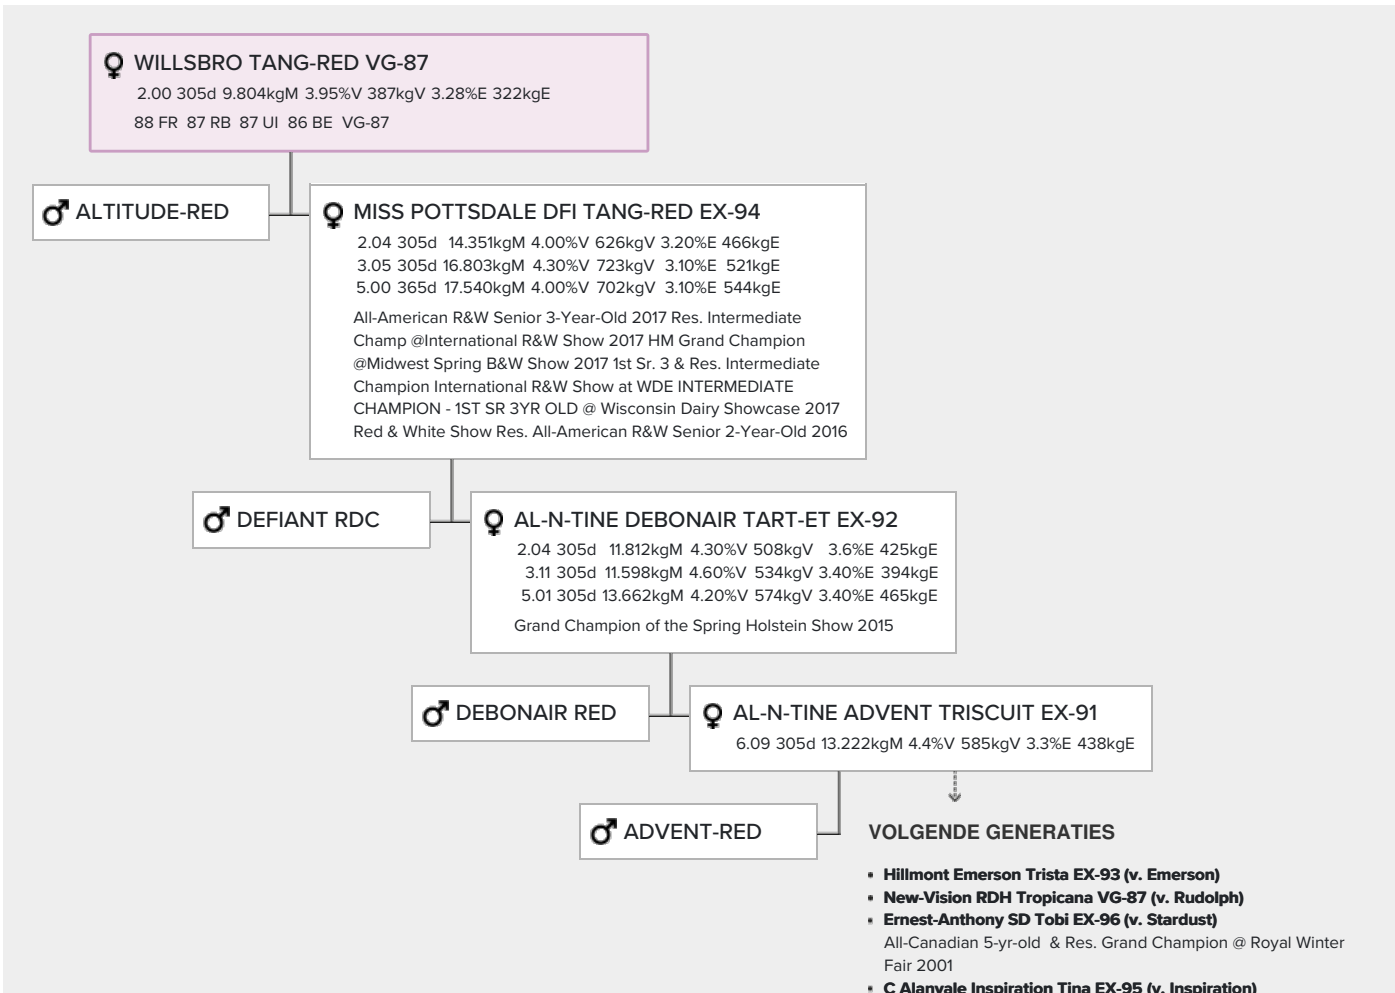 WILLSBRO TANG-RED VG-87
2.00 305d 9.804kgM 3.95%V 387kgV 3.28%E 322kgE
88 FR 87 RB 87 UI 86 BE VG-87
ALTITUDE-RED
MISS POTTSDALE DFI TANG-RED EX-94
2.04 305d 14.351kgM 4.00%V 626kgV 3.20%E 466kgE
3.05 305d 16.803kgM 4.30%V 723kgV 3.10%E 521kgE
5.00 365d 17.540kgM 4.00%V 702kgV 3.10%E 544kgE
All-American R&W Senior 3-Year-Old 2017 Res. Intermediate
Champ @International R&W Show 2017 HM Grand Champion
@Midwest Spring B&W Show 2017 1st Sr. 3 & Res. Intermediate
Champion International R&W Show at WDE INTERMEDIATE
CHAMPION - 1ST SR 3YR OLD @ Wisconsin Dairy Showcase 2017
Red & White Show Res. All-American R&W Senior 2-Year-Old 2016
DEFIANT RDC
AL-N-TINE DEBONAIR TART-ET EX-92
2.04 305d 11.812kgM 4.30%V 508kgV 3.6%E 425kgE
3.11 305d 11.598kgM 4.60%V 534kgV 3.40%E 394kgE
5.01 305d 13.662kgM 4.20%V 574kgV 3.40%E 465kgE
Grand Champion of the Spring Holstein Show 2015
DEBONAIR RED
AL-N-TINE ADVENT TRISCUIT EX-91
6.09 305d 13.222kgM 4.4%V 585kgV 3.3%E 438kgE
ADVENT-RED
VOLGENDE GENERATIES
Hillmont Emerson Trista EX-93 (v. Emerson)
New-Vision RDH Tropicana VG-87 (v. Rudolph)
Ernest-Anthony SD Tobi EX-96 (v. Stardust)
All-Canadian 5-yr-old & Res. Grand Champion @ Royal Winter
Fair 2001
C Alanvale Inspiration Tina EX-95 (v. Inspiration)